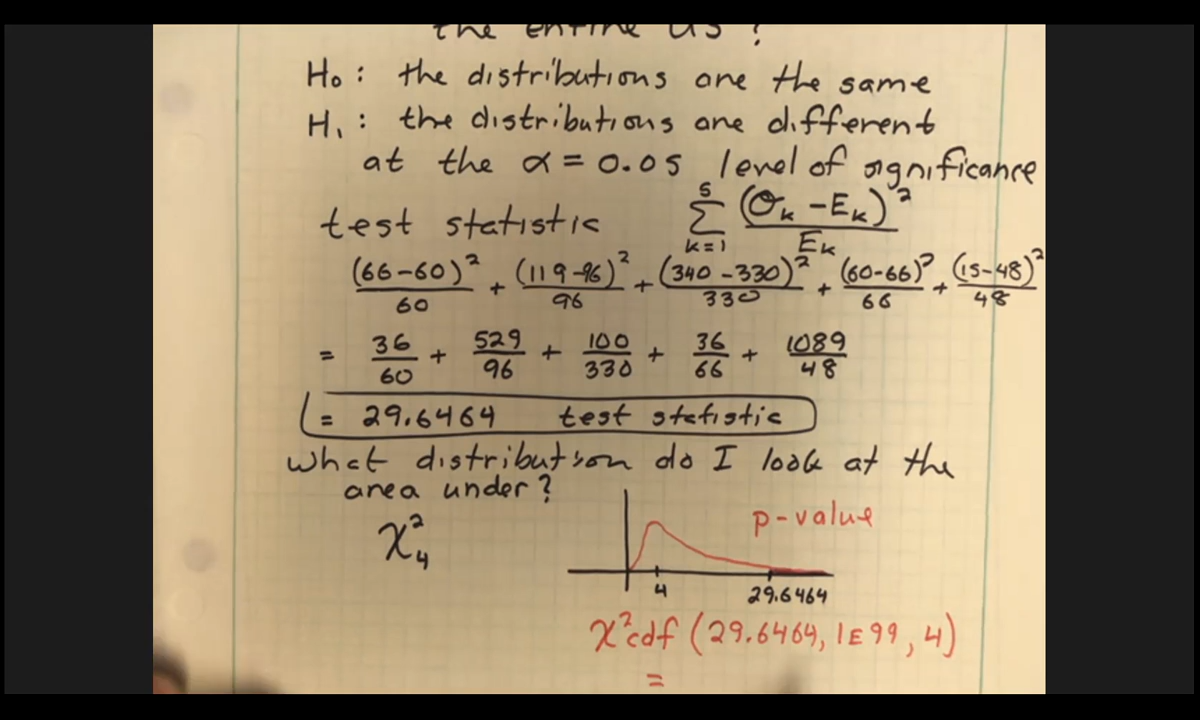 the entire US?
H₀: the distributions are the same
H₁: the distributions are different
at the α = 0.05 level of significance
test statistic ∑_{k=1}^{5} (O_k - E_k)²/E_k
(66-60)²/60 + (119-96)²/96 + (340-330)²/330 + (60-66)²/66 + (15-48)²/48
= 36/60 + 529/96 + 100/330 + 36/66 + 1089/48
= 29.6464 test statistic
What distribution do I look at the
area under?
χ²₄
p-value
4 29.6464
χ²cdf (29.6464, 1E99, 4)
=